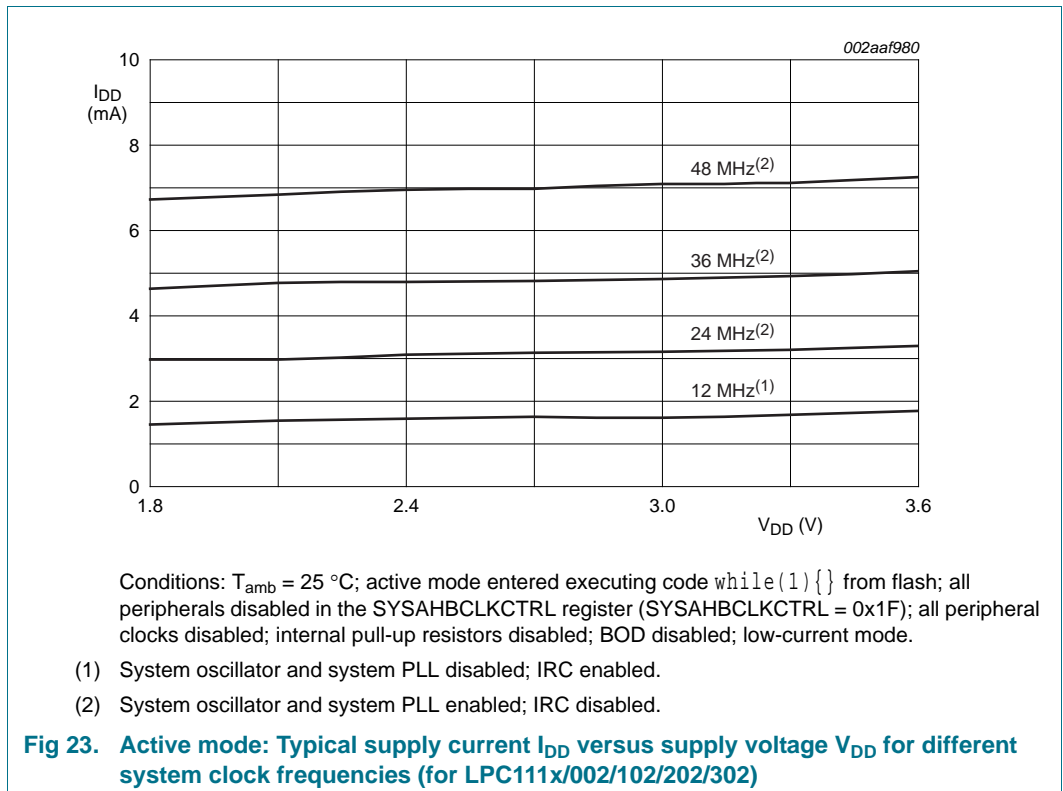 002aaf980
10
I_DD
(mA)
8
48 MHz(2)
6
36 MHz(2)
4
24 MHz(2)
2
12 MHz(1)
0
1.8 2.4 3.0 3.6
V_DD (V)
Conditions: T_amb = 25 °C; active mode entered executing code while(1){} from flash; all
peripherals disabled in the SYSAHBCLKCTRL register (SYSAHBCLKCTRL = 0x1F); all peripheral
clocks disabled; internal pull-up resistors disabled; BOD disabled; low-current mode.
(1) System oscillator and system PLL disabled; IRC enabled.
(2) System oscillator and system PLL enabled; IRC disabled.
Fig 23. Active mode: Typical supply current I_DD versus supply voltage V_DD for different
system clock frequencies (for LPC111x/002/102/202/302)